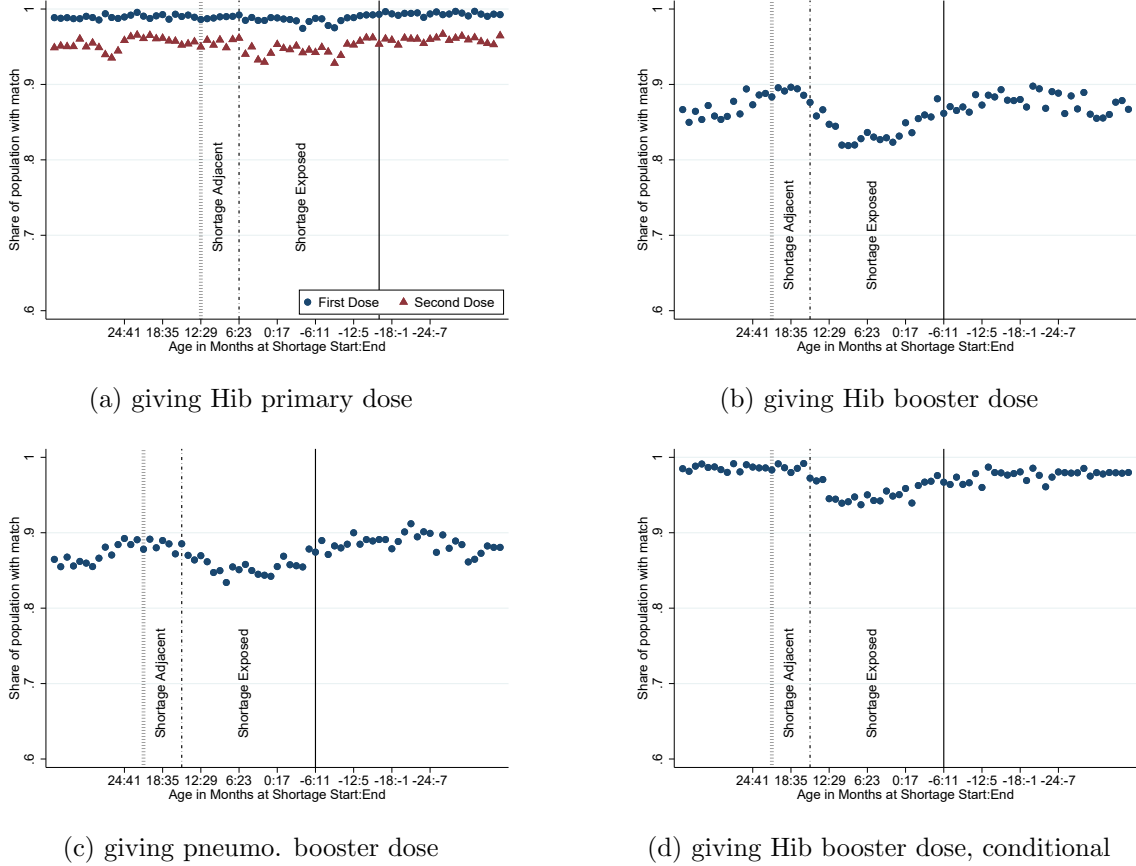 Share of population with match
1
.9
.8
.7
.6
Shortage Adjacent
Shortage Exposed
First Dose Second Dose
24:41 18:35 12:29 6:23 0:17 -6:11 -12:5 -18:-1 -24:-7
Age in Months at Shortage Start:End
(a) giving Hib primary dose
Share of population with match
1
.9
.8
.7
.6
Shortage Adjacent
Shortage Exposed
24:41 18:35 12:29 6:23 0:17 -6:11 -12:5 -18:-1 -24:-7
Age in Months at Shortage Start:End
(b) giving Hib booster dose
Share of population with match
1
.9
.8
.7
.6
Shortage Adjacent
Shortage Exposed
24:41 18:35 12:29 6:23 0:17 -6:11 -12:5 -18:-1 -24:-7
Age in Months at Shortage Start:End
(c) giving pneumo. booster dose
Share of population with match
1
.9
.8
.7
.6
Shortage Adjacent
Shortage Exposed
24:41 18:35 12:29 6:23 0:17 -6:11 -12:5 -18:-1 -24:-7
Age in Months at Shortage Start:End
(d) giving Hib booster dose, conditional